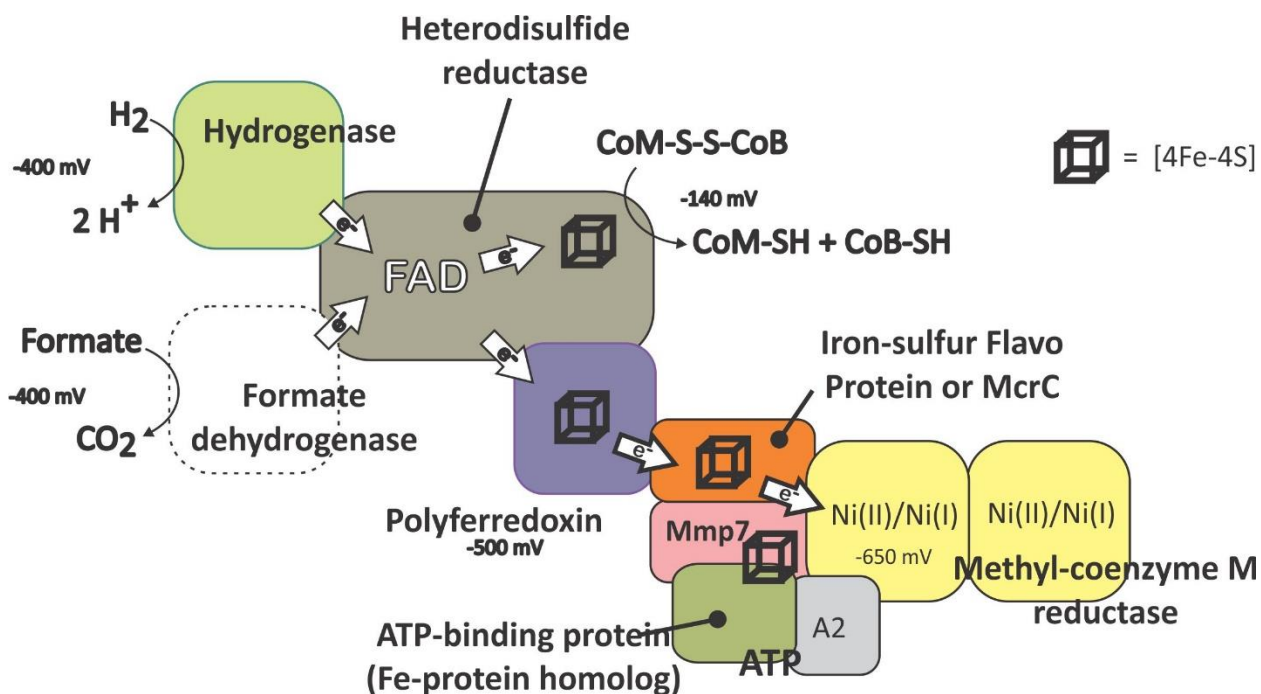 Heterodisulfide
reductase
H2
Hydrogenase
-400 mV
2 H+
CoM-S-S-CoB
-140 mV
CoM-SH + CoB-SH
= [4Fe-4S]
e-
FAD
e-
e-
e-
Formate
-400 mV
CO2
Formate
dehydrogenase
Iron-sulfur Flavo
Protein or McrC
e-
e-
Polyferredoxin
-500 mV
Mmp7
Ni(II)/Ni(I)
-650 mV
Ni(II)/Ni(I)
Methyl-coenzyme M
reductase
ATP-binding protein
(Fe-protein homolog)
A2
ATP